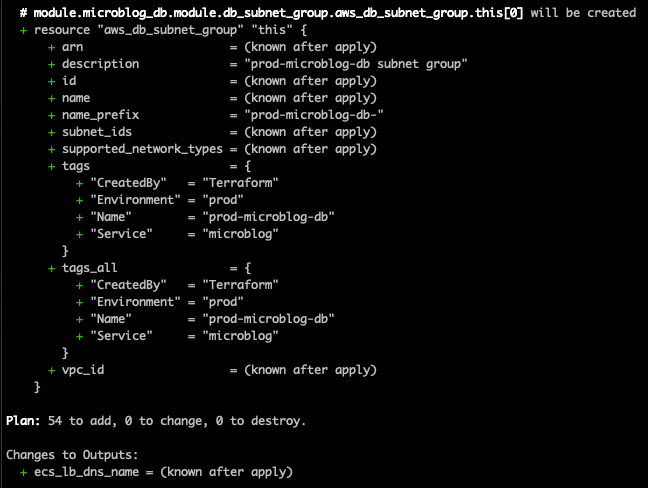 # module.microblog_db.module.db_subnet_group.aws_db_subnet_group.this[0] will be created
+ resource "aws_db_subnet_group" "this" {
+ arn = (known after apply)
+ description = "prod-microblog-db subnet group"
+ id = (known after apply)
+ name = (known after apply)
+ name_prefix = "prod-microblog-db-"
+ subnet_ids = (known after apply)
+ supported_network_types = (known after apply)
+ tags = {
+ "CreatedBy" = "Terraform"
+ "Environment" = "prod"
+ "Name" = "prod-microblog-db"
+ "Service" = "microblog"
}
+ tags_all = {
+ "CreatedBy" = "Terraform"
+ "Environment" = "prod"
+ "Name" = "prod-microblog-db"
+ "Service" = "microblog"
}
+ vpc_id = (known after apply)
}
Plan: 54 to add, 0 to change, 0 to destroy.
Changes to Outputs:
+ ecs_lb_dns_name = (known after apply)